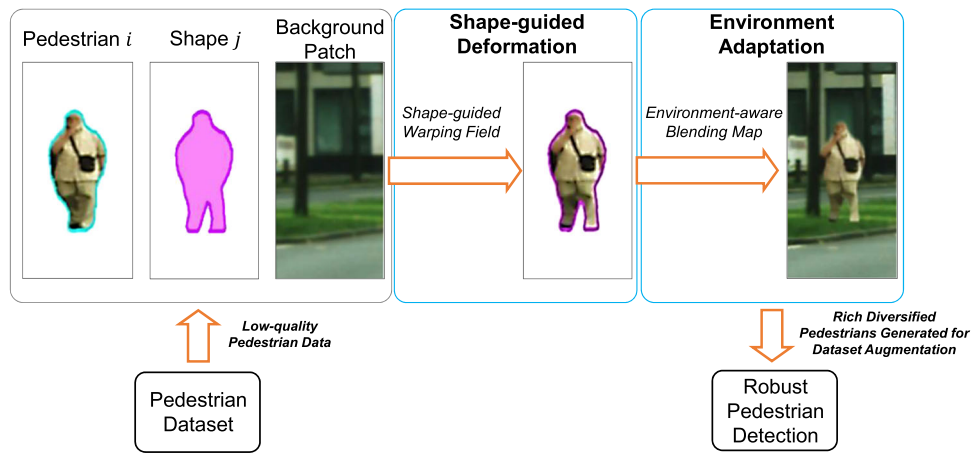 Pedestrian i
Shape j
Background
Patch
Shape-guided
Deformation
Environment
Adaptation
Shape-guided
Warping Field
Environment-aware
Blending Map
Low-quality
Pedestrian Data
Rich Diversified
Pedestrians Generated for
Dataset Augmentation
Pedestrian
Dataset
Robust
Pedestrian
Detection